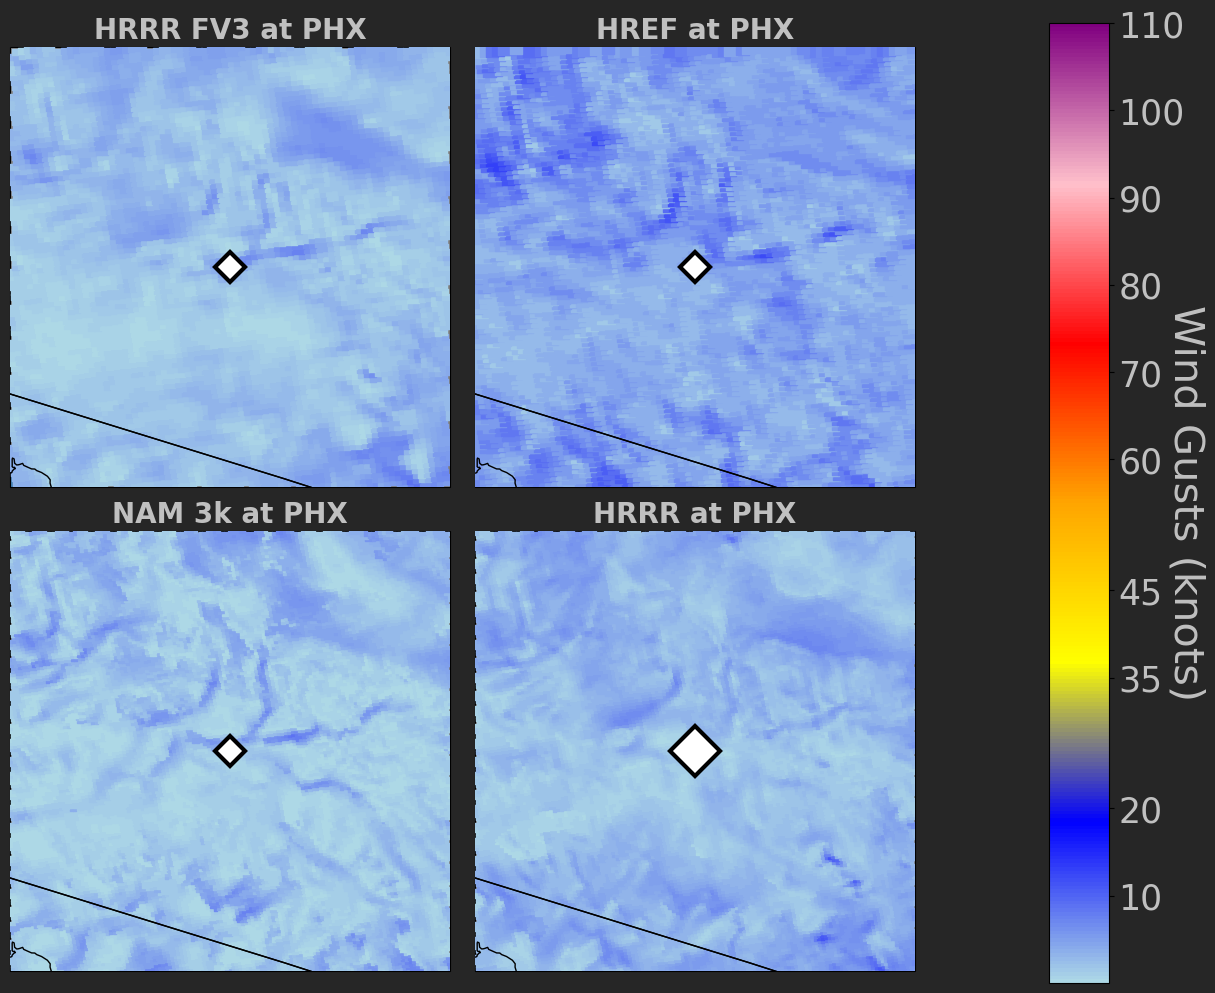 HRRR FV3 at PHX
HREF at PHX
NAM 3k at PHX
HRRR at PHX
110
100
90
80
70
60
45
35
20
10
Wind Gusts (knots)